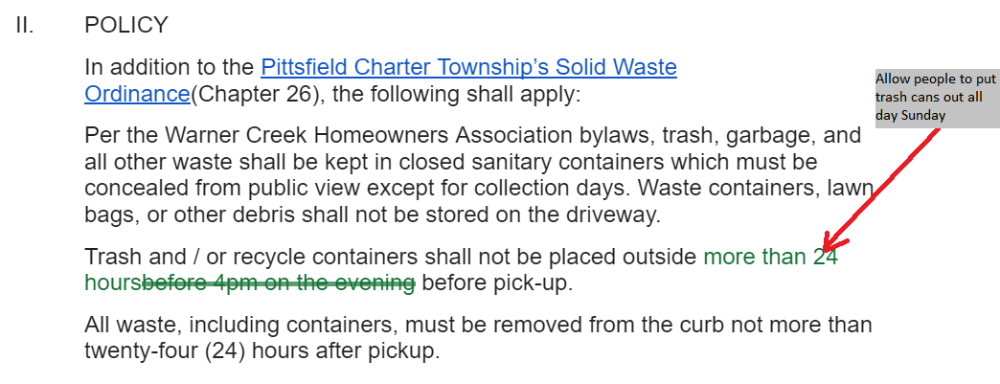 II. POLICY
In addition to the Pittsfield Charter Township's Solid Waste
Ordinance(Chapter 26), the following shall apply:
Allow people to put
trash cans out all
day Sunday
Per the Warner Creek Homeowners Association bylaws, trash, garbage, and
all other waste shall be kept in closed sanitary containers which must be
concealed from public view except for collection days. Waste containers, lawn
bags, or other debris shall not be stored on the driveway.
Trash and / or recycle containers shall not be placed outside more than 24
hoursbefore 4pm on the evening before pick-up.
All waste, including containers, must be removed from the curb not more than
twenty-four (24) hours after pickup.